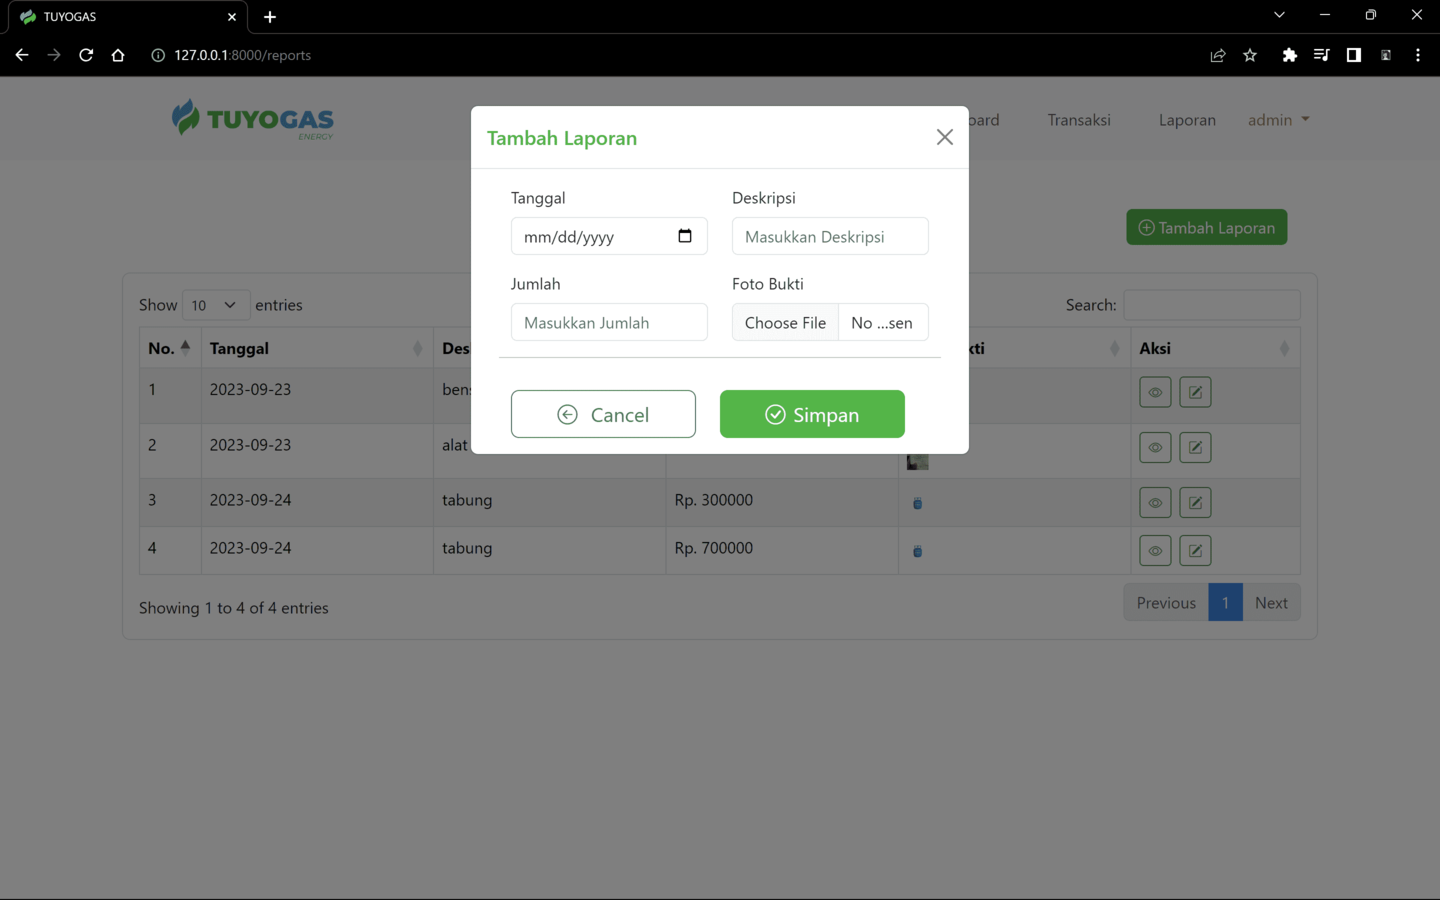 TUYOGAS
127.0.0.1:8000/reports
TUYOGAS
ENERGY
oard
Transaksi
Laporan
admin
Tambah Laporan
Tanggal
Deskripsi
mm/dd/yyyy
Masukkan Deskripsi
Jumlah
Foto Bukti
Masukkan Jumlah
Choose File
No ...sen
Cancel
Simpan
Tambah Laporan
Show 10 entries
Search:
No. Tanggal Des kti Aksi
1 2023-09-23 ben
2 2023-09-23 alat
3 2023-09-24 tabung Rp. 300000
4 2023-09-24 tabung Rp. 700000
Showing 1 to 4 of 4 entries
Previous 1 Next